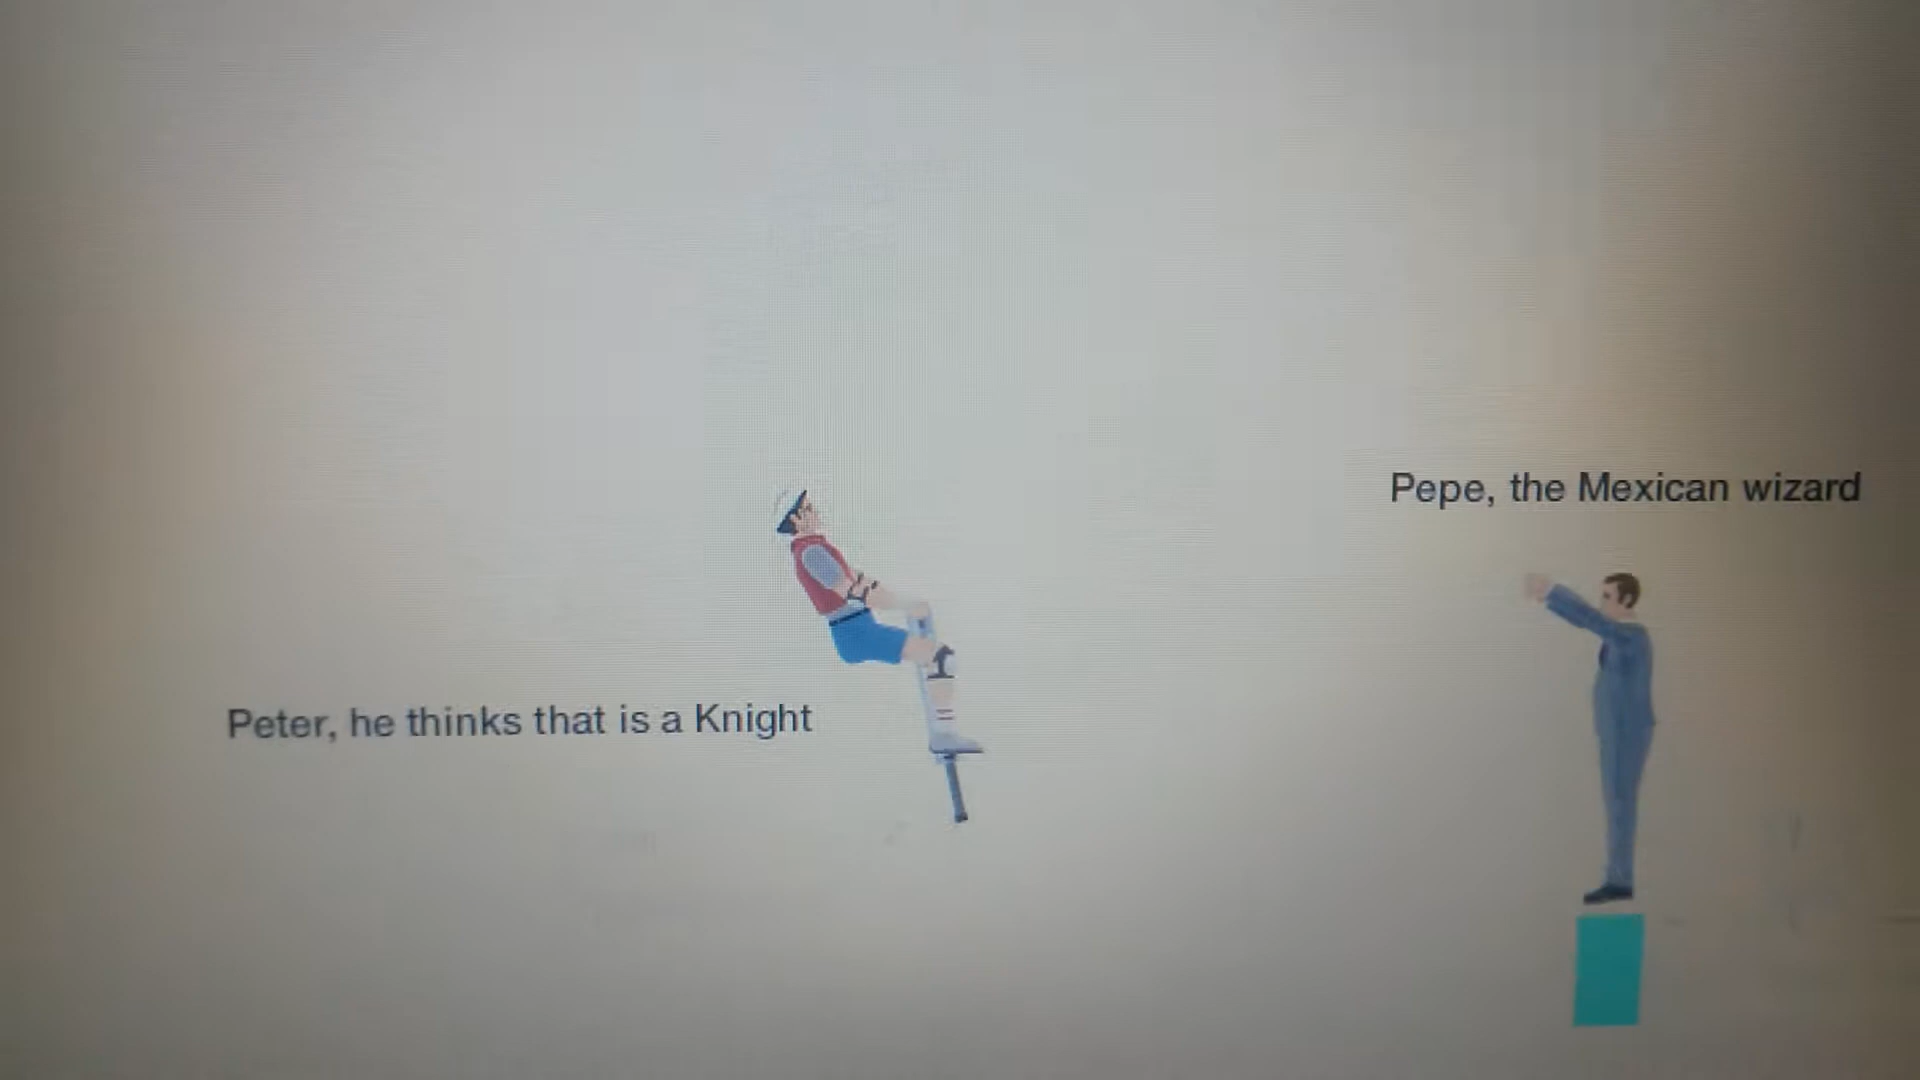 Pepe, the Mexican wizard
Peter, he thinks that is a Knight